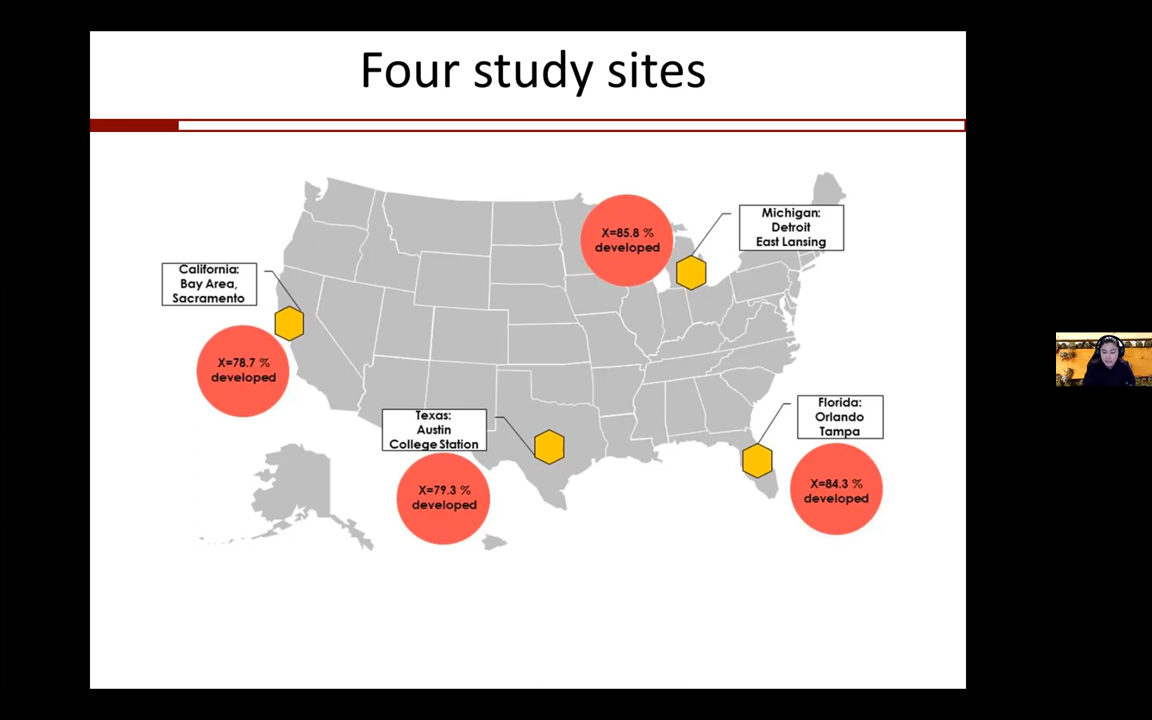 Four study sites
X=85.8 %
developed
Michigan:
Detroit
East Lansing
California:
Bay Area,
Sacramento
X=78.7 %
developed
Texas:
Austin
College Station
X=79.3 %
developed
Florida:
Orlando
Tampa
X=84.3 %
developed